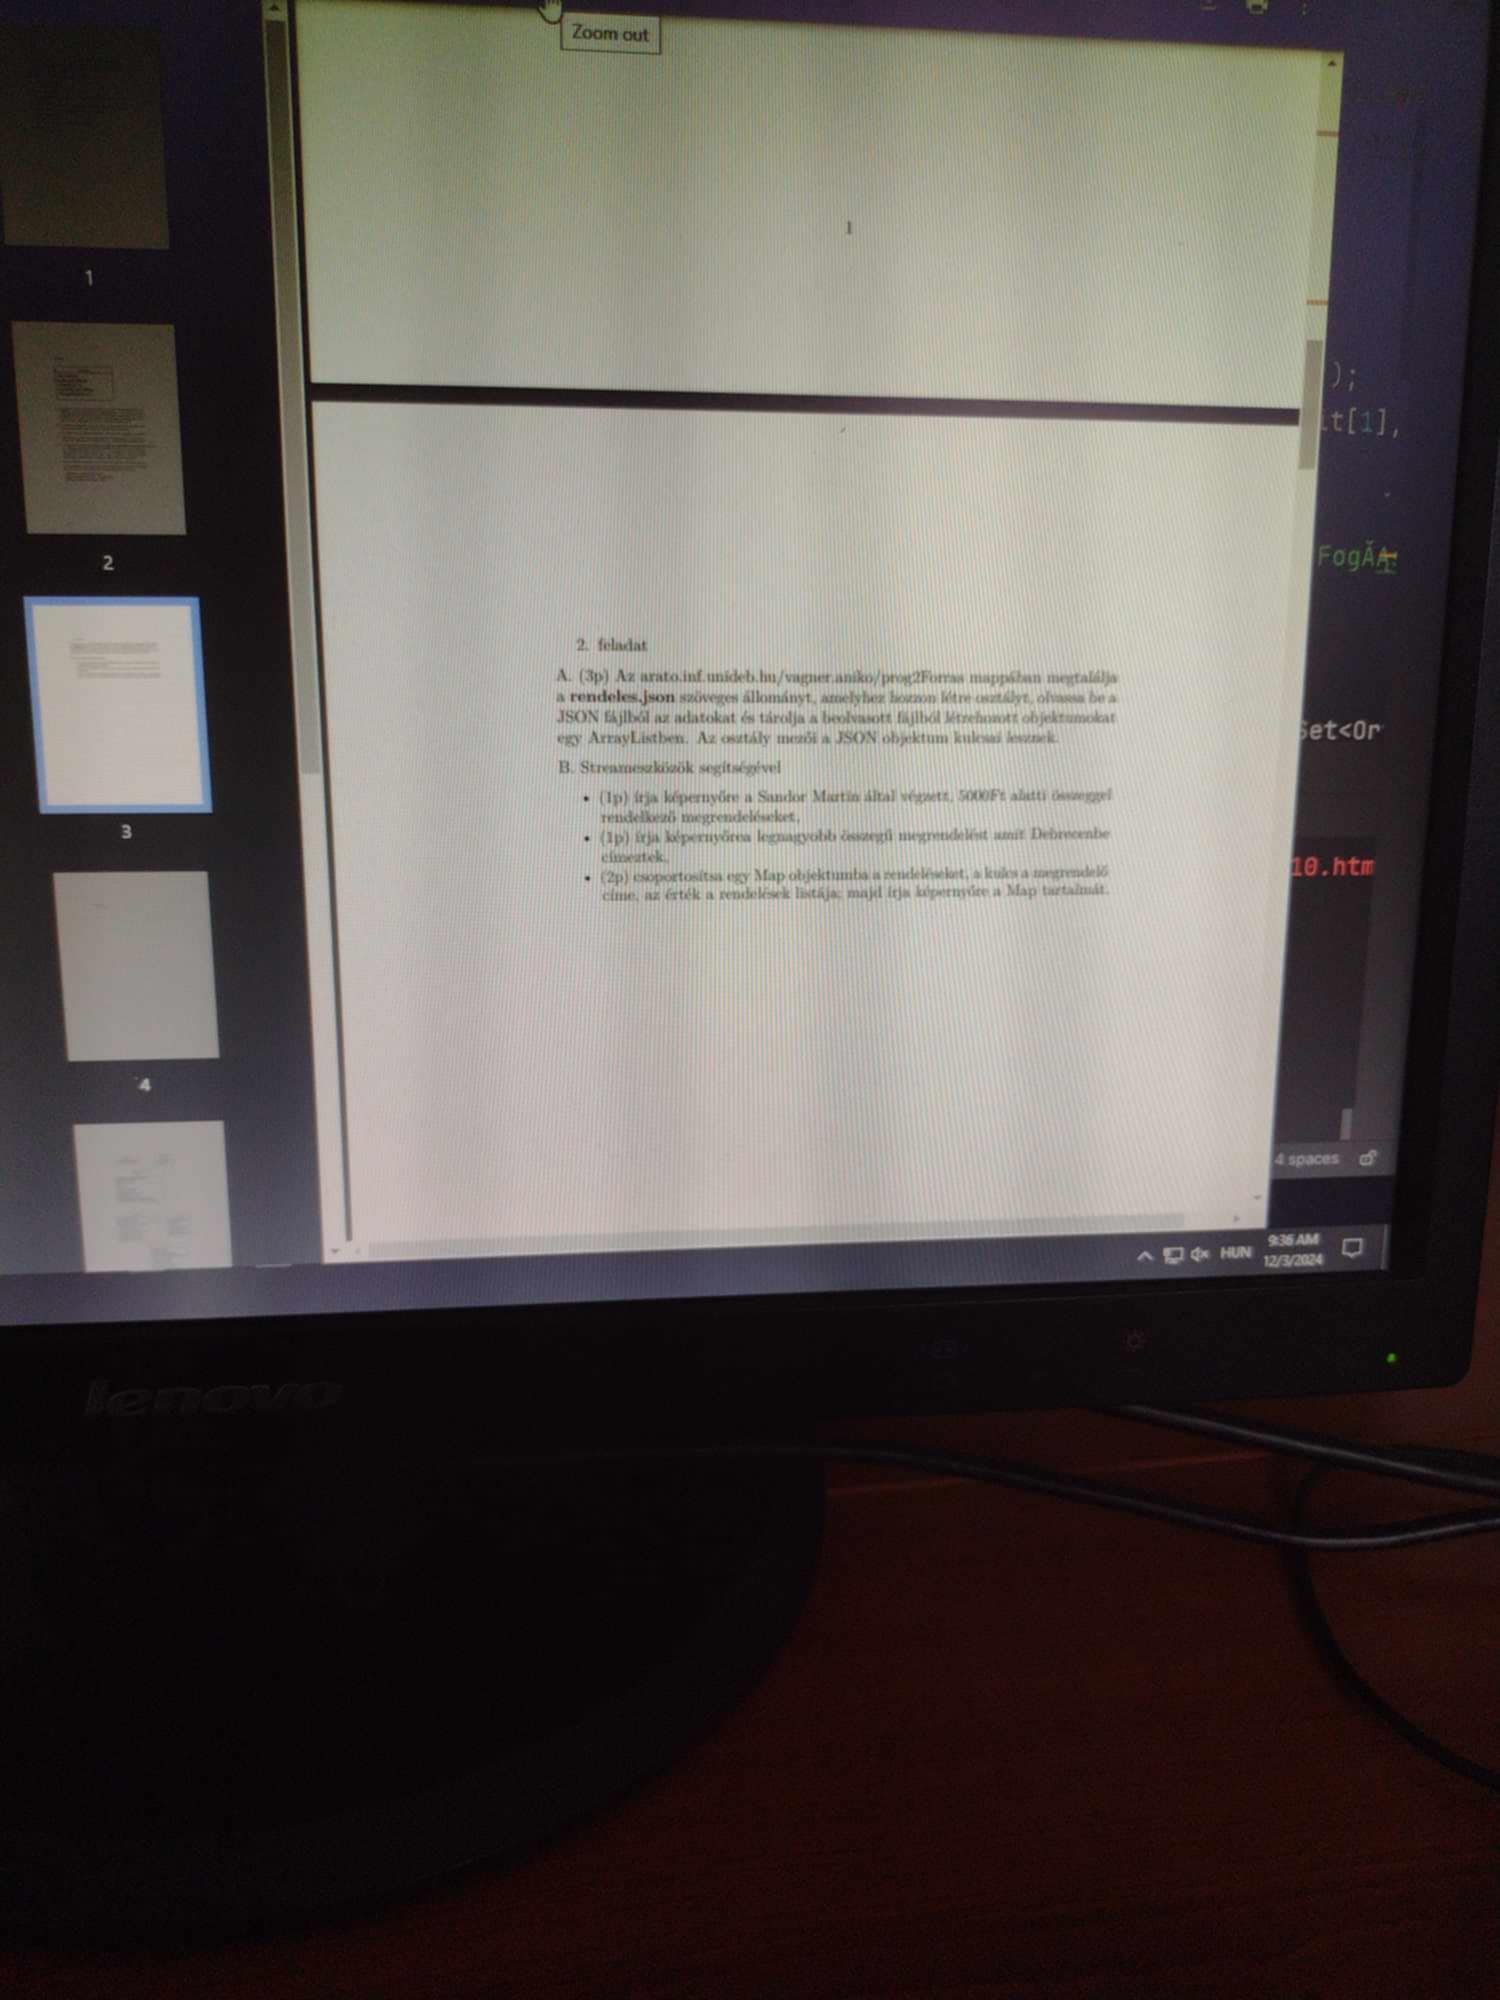 Zoom out
1
);
it[1],
2. feladat
A. (3p) Az arato.inf.unideb.hu/vagner.aniko/prog2Forras mappában megtalálja
a rendeles.json szöveges állományt, amelyhez hozzon létre osztályt, olvassa be a
JSON fájlból az adatokat és tárolja a beolvasott fájlból létrehozott objektumokat
egy ArrayListben. Az osztály mezői a JSON objektum kulcsai lesznek.
B. Streameszközök segítségével
• (1p) írja képernyőre a Sandor Martin által végzett, 5000Ft alatti összeggel
rendelkező megrendeléseket,
• (1p) írja képernyőrea legnagyobb összegű megrendelést amit Debrecenbe
címeztek,
• (2p) csoportosítsa egy Map objektumba a rendeléseket, a kulcs a megrendelő
címe, az érték a rendelések listája; majd írja képernyőre a Map tartalmát.
1
2
3
4
Set<Or
10.htm
4 spaces
HUN
9:36 AM
12/3/2024
lenovo